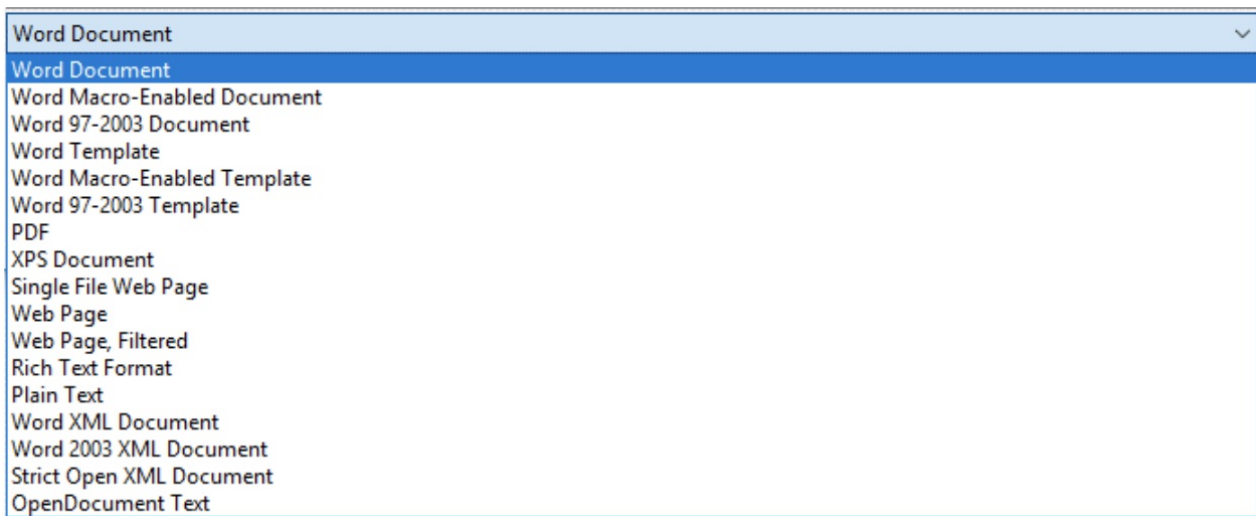 Word Document
Word Document
Word Macro-Enabled Document
Word 97-2003 Document
Word Template
Word Macro-Enabled Template
Word 97-2003 Template
PDF
XPS Document
Single File Web Page
Web Page
Web Page, Filtered
Rich Text Format
Plain Text
Word XML Document
Word 2003 XML Document
Strict Open XML Document
OpenDocument Text